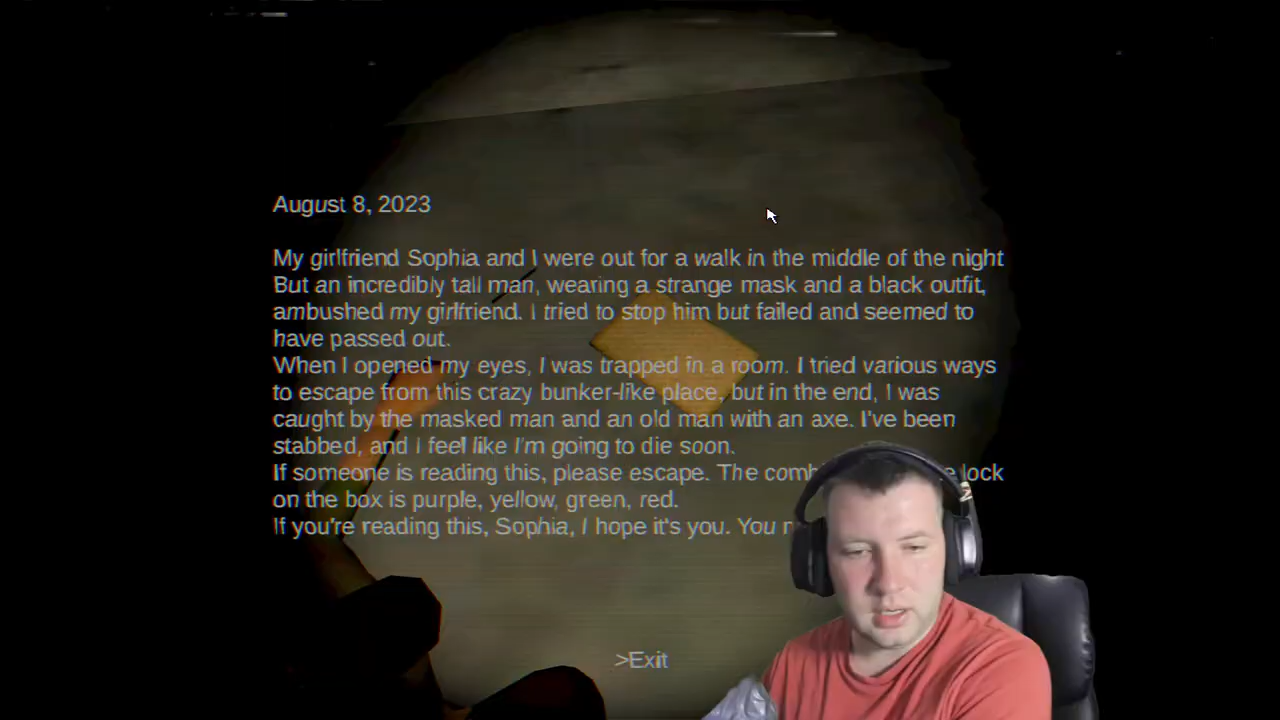 August 8, 2023
My girlfriend Sophia and I were out for a walk in the middle of the night
But an incredibly tall man, wearing a strange mask and a black outfit,
ambushed my girlfriend. I tried to stop him but failed and seemed to
have passed out.
When I opened my eyes, I was trapped in a room. I tried various ways
to escape from this crazy bunker-like place, but in the end, I was
caught by the masked man and an old man with an axe. I've been
stabbed, and I feel like I'm going to die soon.
If someone is reading this, please escape. The lock
on the box is purple, yellow, green, red.
If you're reading this, Sophia, I hope it's you. You
>Exit